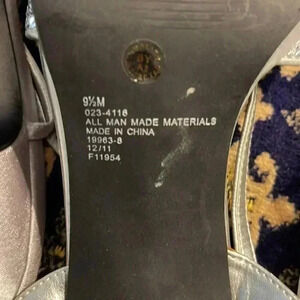 9½M
023-4116
ALL MAN MADE MATERIALS
MADE IN CHINA
19963-8
12/11
F11954